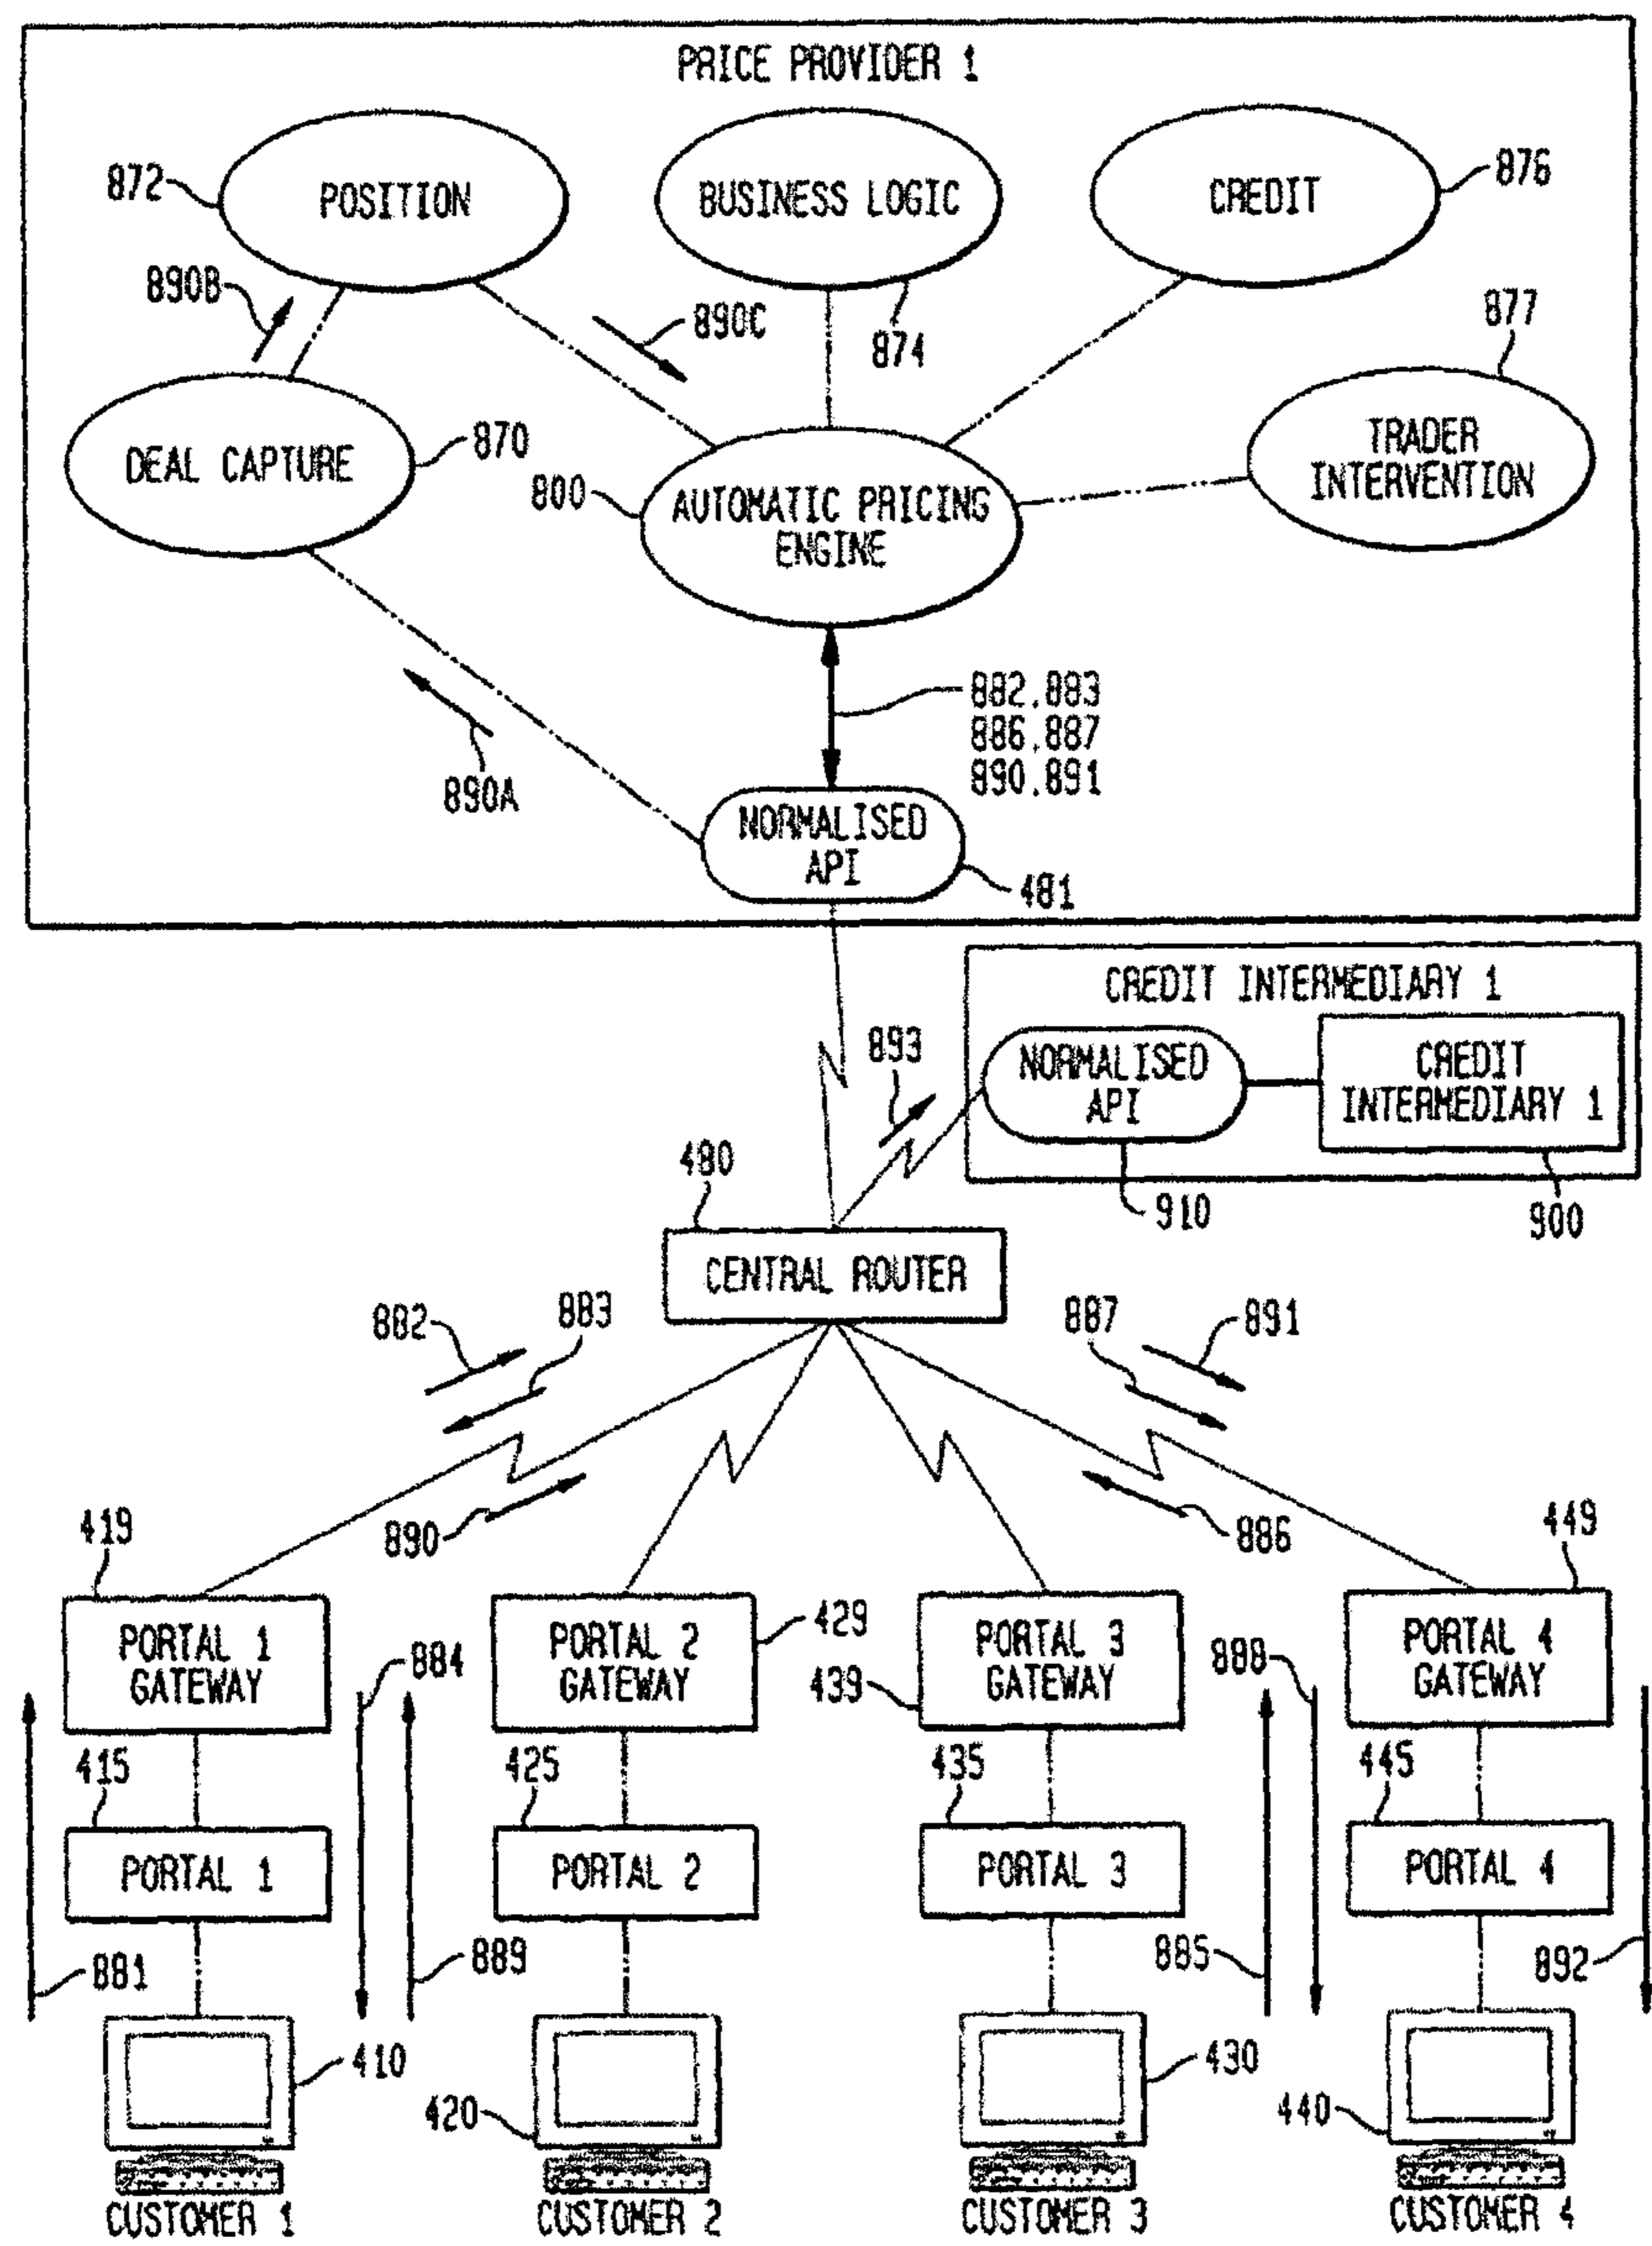 PRICE PROVIDER 1
872
POSITION
BUSINESS LOGIC
CREDIT
876
890B
890C
874
877
DEAL CAPTURE
870
800
AUTOMATIC PRICING
ENGINE
TRADER
INTERVENTION
882,883
886,887
890,891
890A
NORMALISED
API
481
CREDIT INTERMEDIARY 1
893
NORMALISED
API
CREDIT
INTERMEDIARY 1
480
910
900
CENTRAL ROUTER
882
883
887
891
890
886
419
449
PORTAL 1
GATEWAY
884
PORTAL 2
GATEWAY
429
439
PORTAL 3
GATEWAY
888
PORTAL 4
GATEWAY
415
425
435
445
PORTAL 1
PORTAL 2
PORTAL 3
PORTAL 4
881
889
885
892
410
420
430
440
CUSTOMER 1
CUSTOMER 2
CUSTOMER 3
CUSTOMER 4